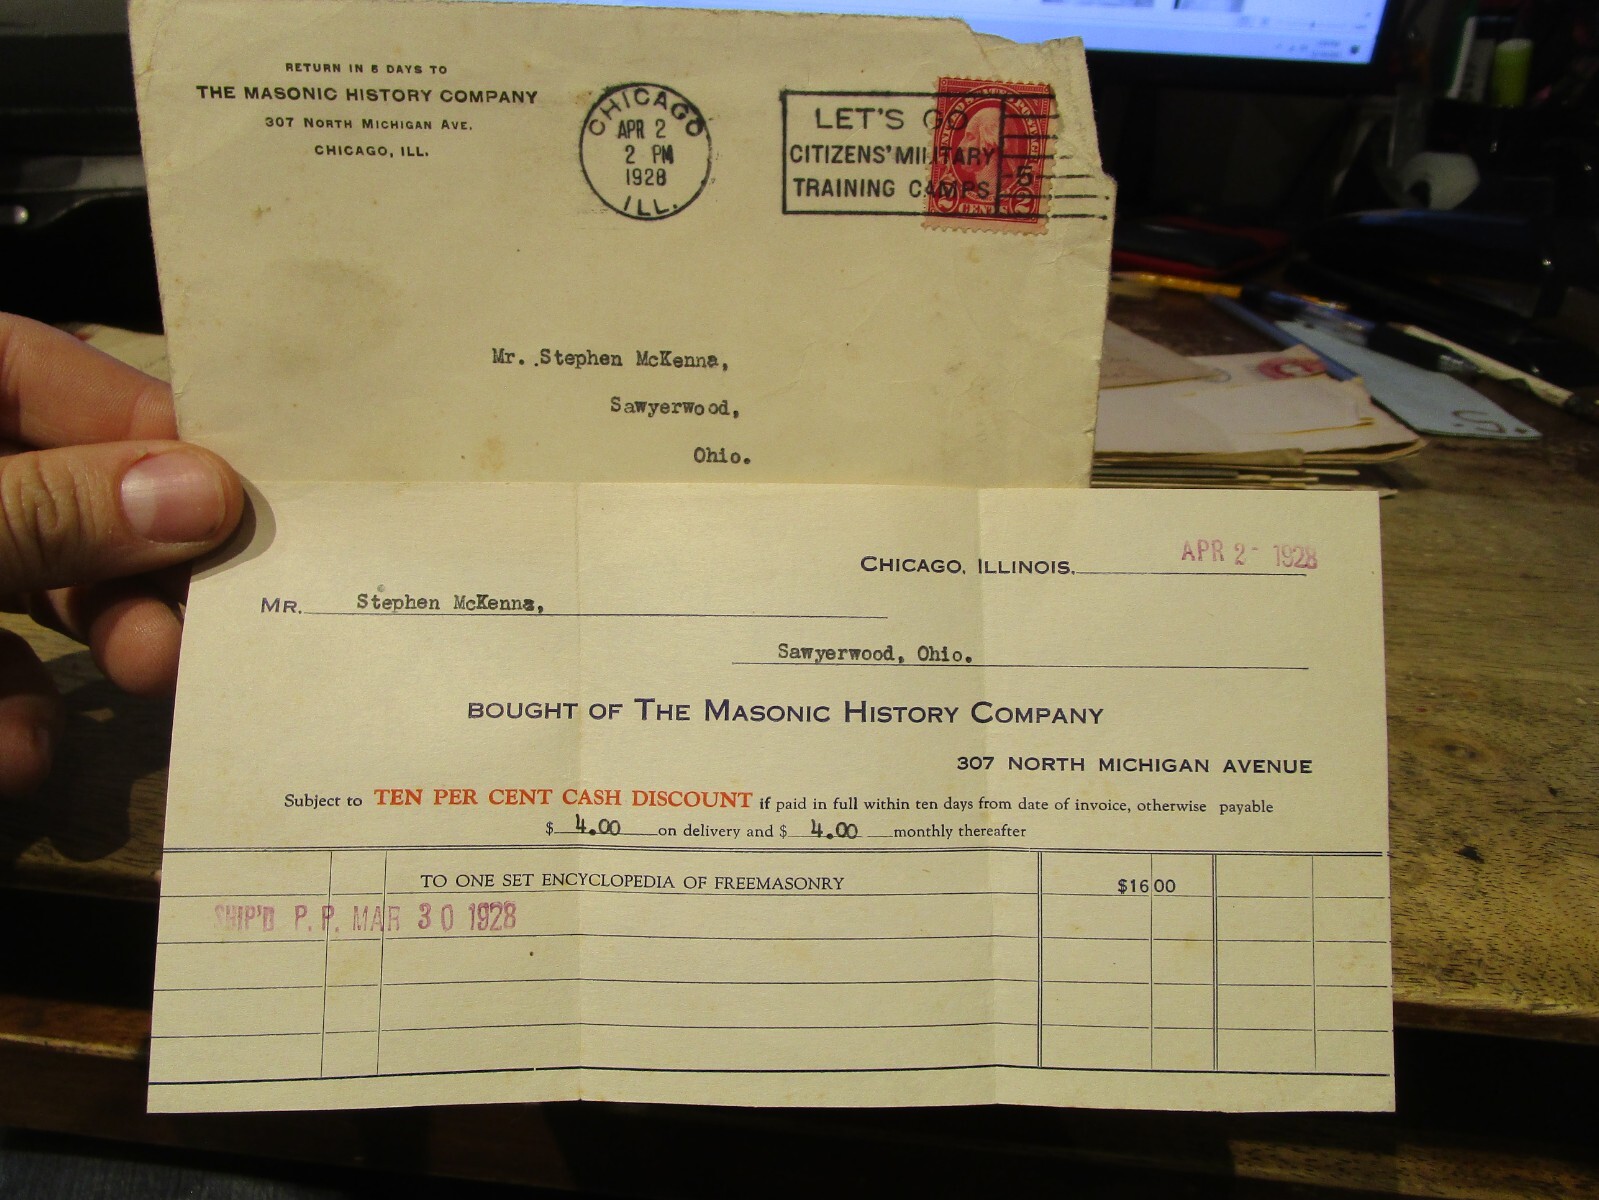 RETURN IN 5 DAYS TO
THE MASONIC HISTORY COMPANY
307 NORTH MICHIGAN AVE.
CHICAGO, ILL.
CHICAGO
APR 2
2 PM
1928
ILL.
LET'S GO
CITIZENS' MILITARY
TRAINING CAMPS
5
2 CENTS 2
Mr. .Stephen McKenna,
Sawyerwood,
Ohio.
CHICAGO, ILLINOIS. APR 2- 1928
MR. Stephen McKenna,
Sawyerwood, Ohio.
BOUGHT OF THE MASONIC HISTORY COMPANY
307 NORTH MICHIGAN AVENUE
Subject to TEN PER CENT CASH DISCOUNT if paid in full within ten days from date of invoice, otherwise payable
$ 4.00 on delivery and $ 4.00 monthly thereafter
TO ONE SET ENCYCLOPEDIA OF FREEMASONRY $16 00
SHIP'D P. P. MAR 30 1928